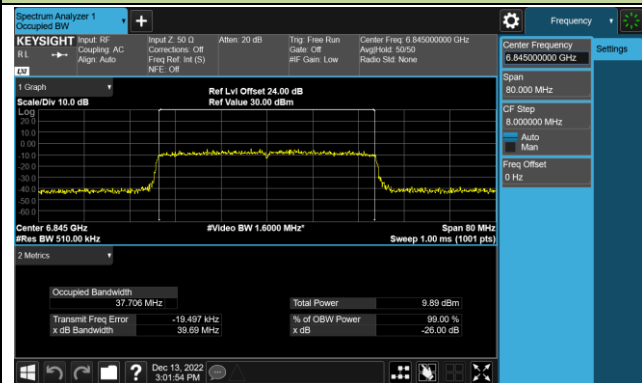 Spectrum Analyzer 1
Occupied BW
Frequency
KEYSIGHT
Input: RF
Coupling: AC
Align: Auto
Input Z: 50 Ω
Corrections: Off
Freq Ref: Int (S)
NFE: Off
Atten: 20 dB
Trig: Free Run
Gate: Off
#IF Gain: Low
Center Freq: 6.845000000 GHz
Avg|Hold: 50/50
Radio Std: None
RL
LXI
Center Frequency
6.845000000 GHz
Settings
Span
80.000 MHz
CF Step
8.000000 MHz
Auto
Man
Freq Offset
0 Hz
1 Graph
Scale/Div 10.0 dB
Ref Lvl Offset 24.00 dB
Ref Value 30.00 dBm
Log
20.0
10.0
0.00
-10.0
-20.0
-30.0
-40.0
-50.0
-60.0
Center 6.845 GHz
#Res BW 510.00 kHz
#Video BW 1.6000 MHz*
Span 80 MHz
Sweep 1.00 ms (1001 pts)
2 Metrics
Occupied Bandwidth
37.706 MHz
Total Power 9.89 dBm
Transmit Freq Error -19.497 kHz
% of OBW Power 99.00 %
x dB Bandwidth 39.69 MHz
x dB -26.00 dB
Dec 13, 2022
3:01:54 PM